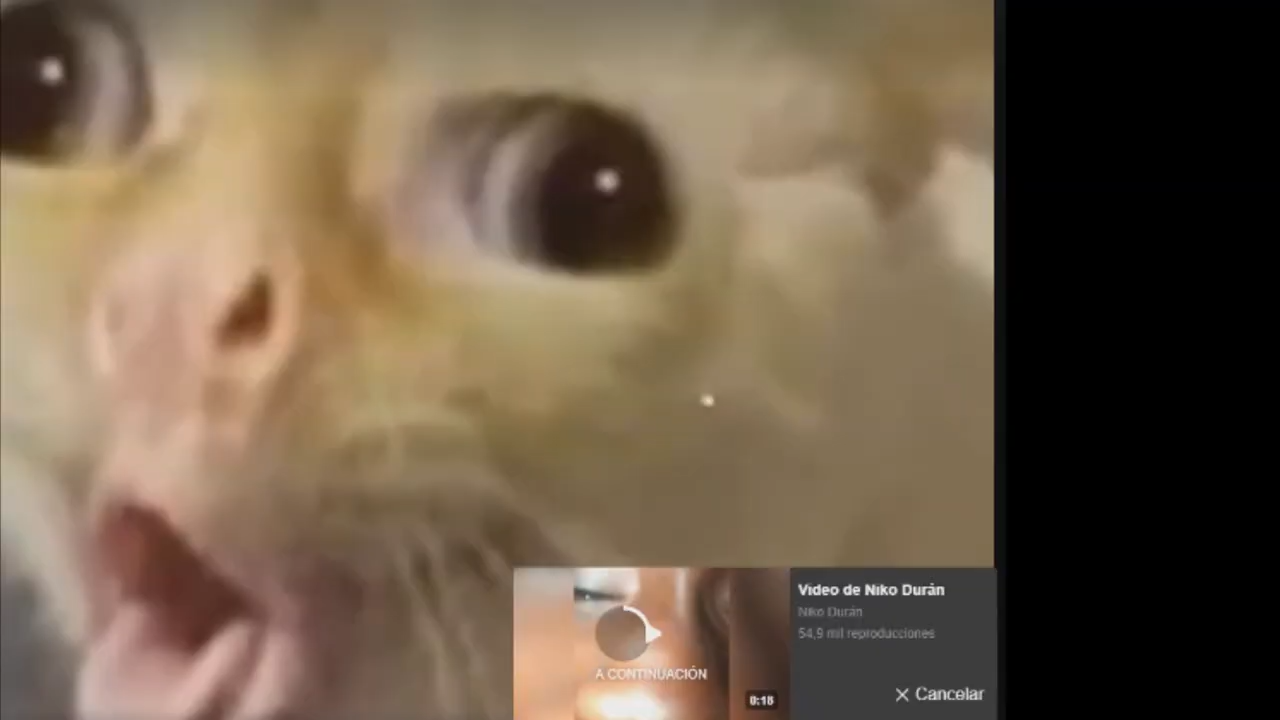 Video de Niko Durán
Niko Durán
54,9 mil reproducciones
A CONTINUACIÓN
0:18
Cancelar